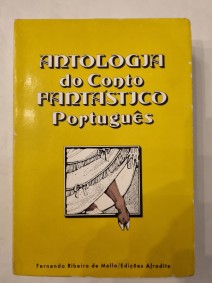 ANTOLOGIA
do Conto
FANTÁSTICO
Português
Fernando Ribeiro de Mello/Edições Afrodite